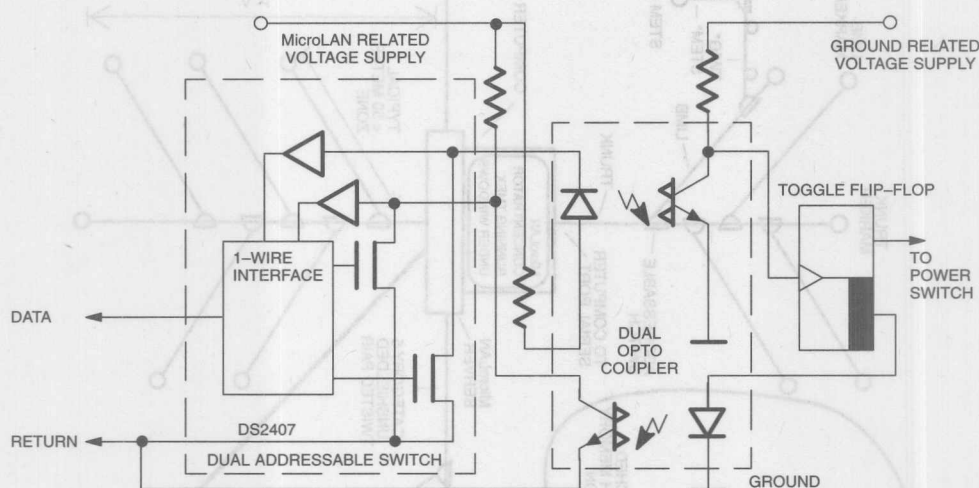 MicroLAN RELATED
VOLTAGE SUPPLY
GROUND RELATED
VOLTAGE SUPPLY
TOGGLE FLIP–FLOP
1–WIRE
INTERFACE
TO
POWER
SWITCH
DATA
DUAL
OPTO
COUPLER
RETURN
DS2407
DUAL ADDRESSABLE SWITCH
GROUND